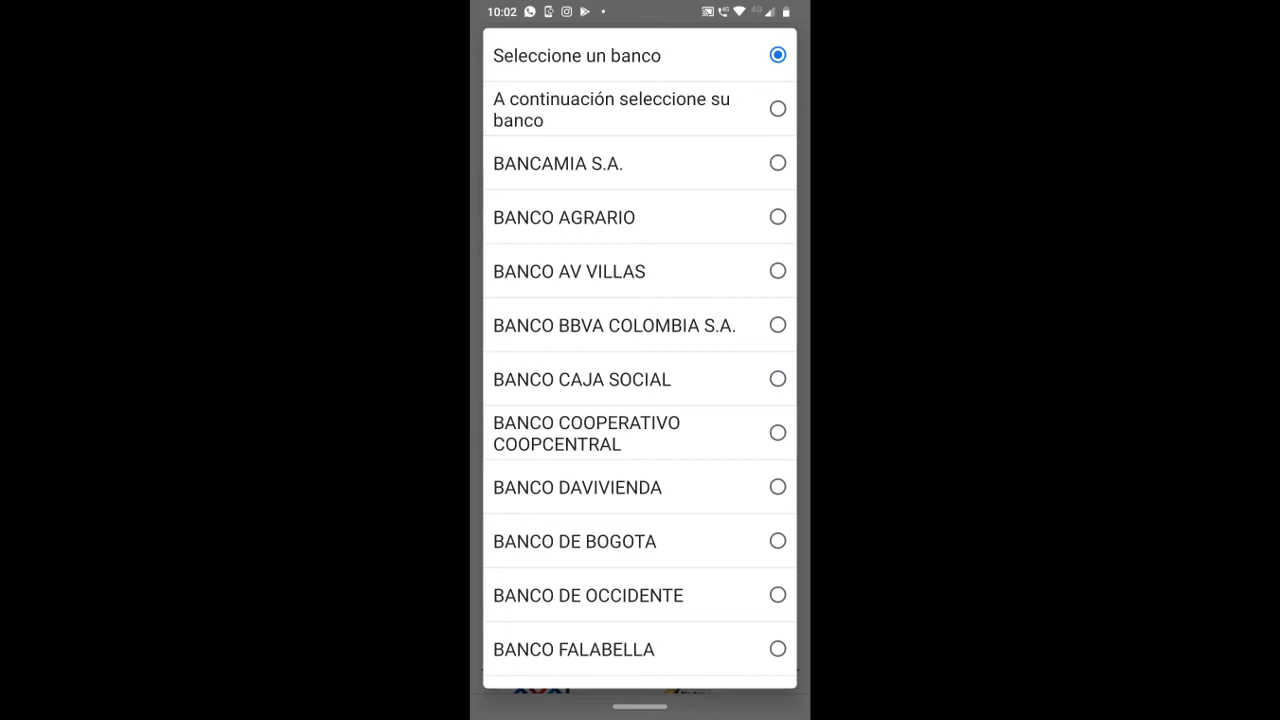 10:02
4G
Seleccione un banco
A continuación seleccione su
banco
BANCAMIA S.A.
BANCO AGRARIO
BANCO AV VILLAS
BANCO BBVA COLOMBIA S.A.
BANCO CAJA SOCIAL
BANCO COOPERATIVO
COOPCENTRAL
BANCO DAVIVIENDA
BANCO DE BOGOTA
BANCO DE OCCIDENTE
BANCO FALABELLA